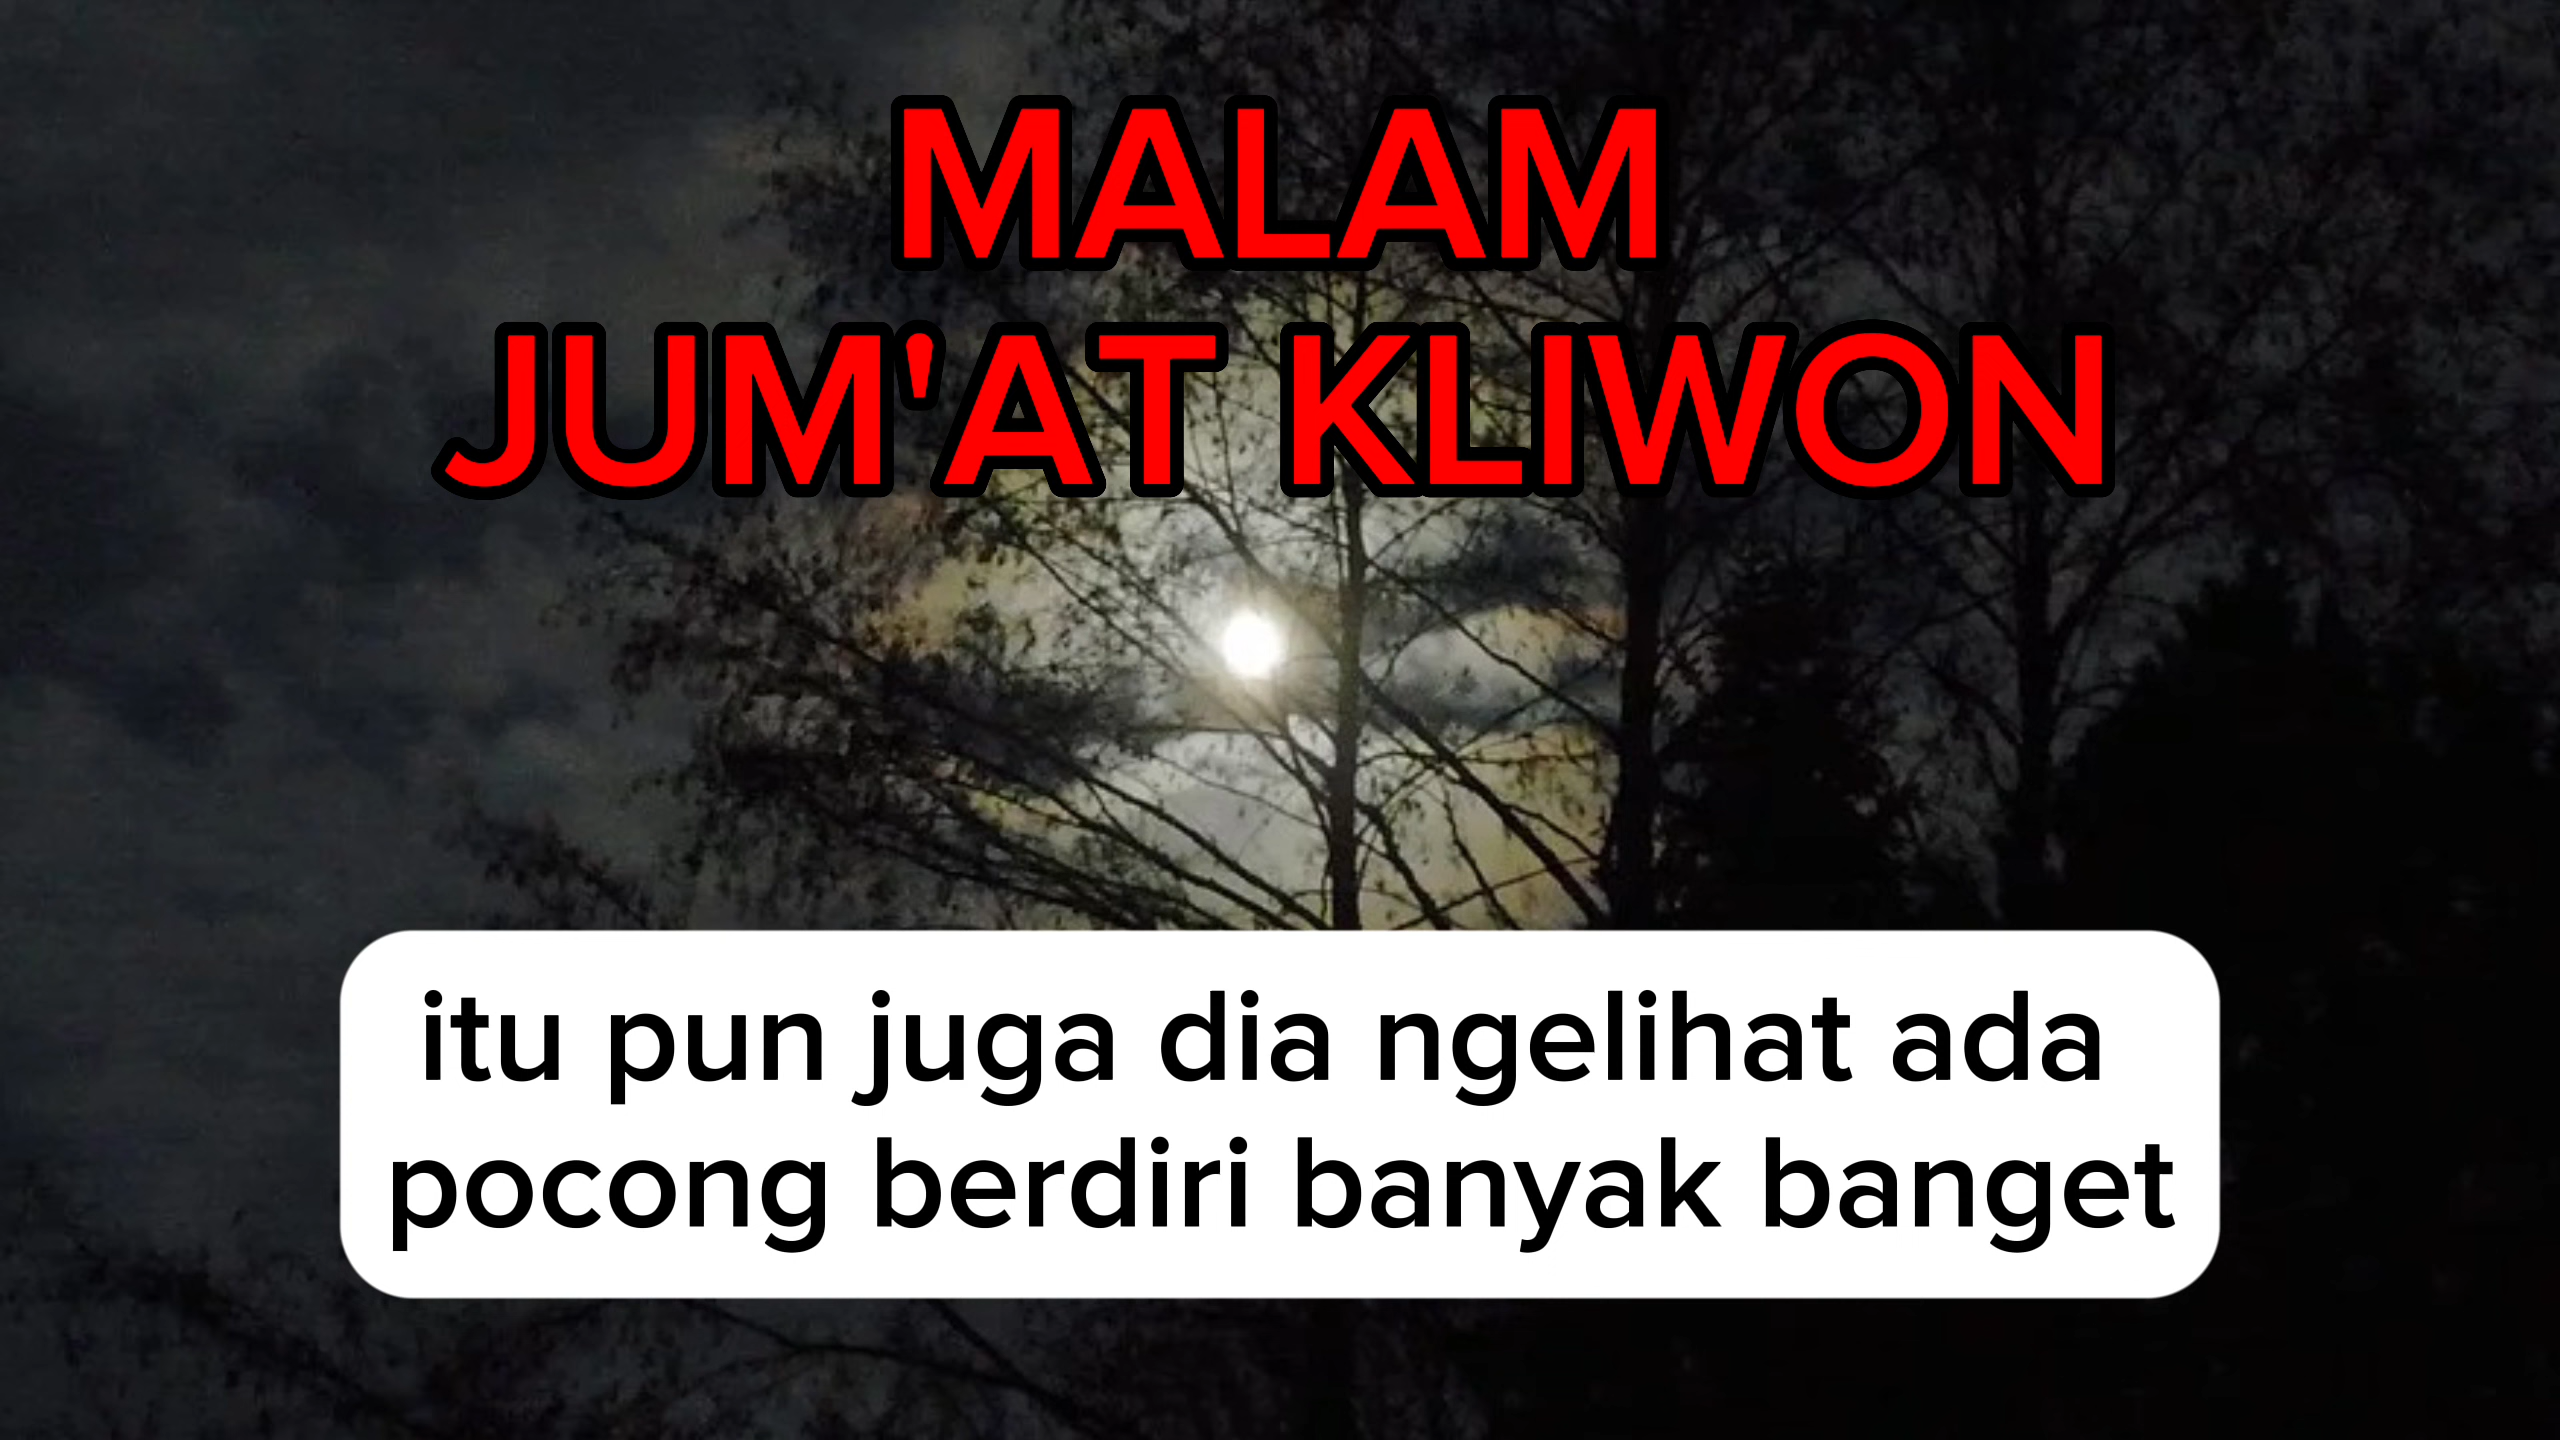 MALAM
JUM'AT KLIWON
itu pun juga dia ngelihat ada
pocong berdiri banyak banget